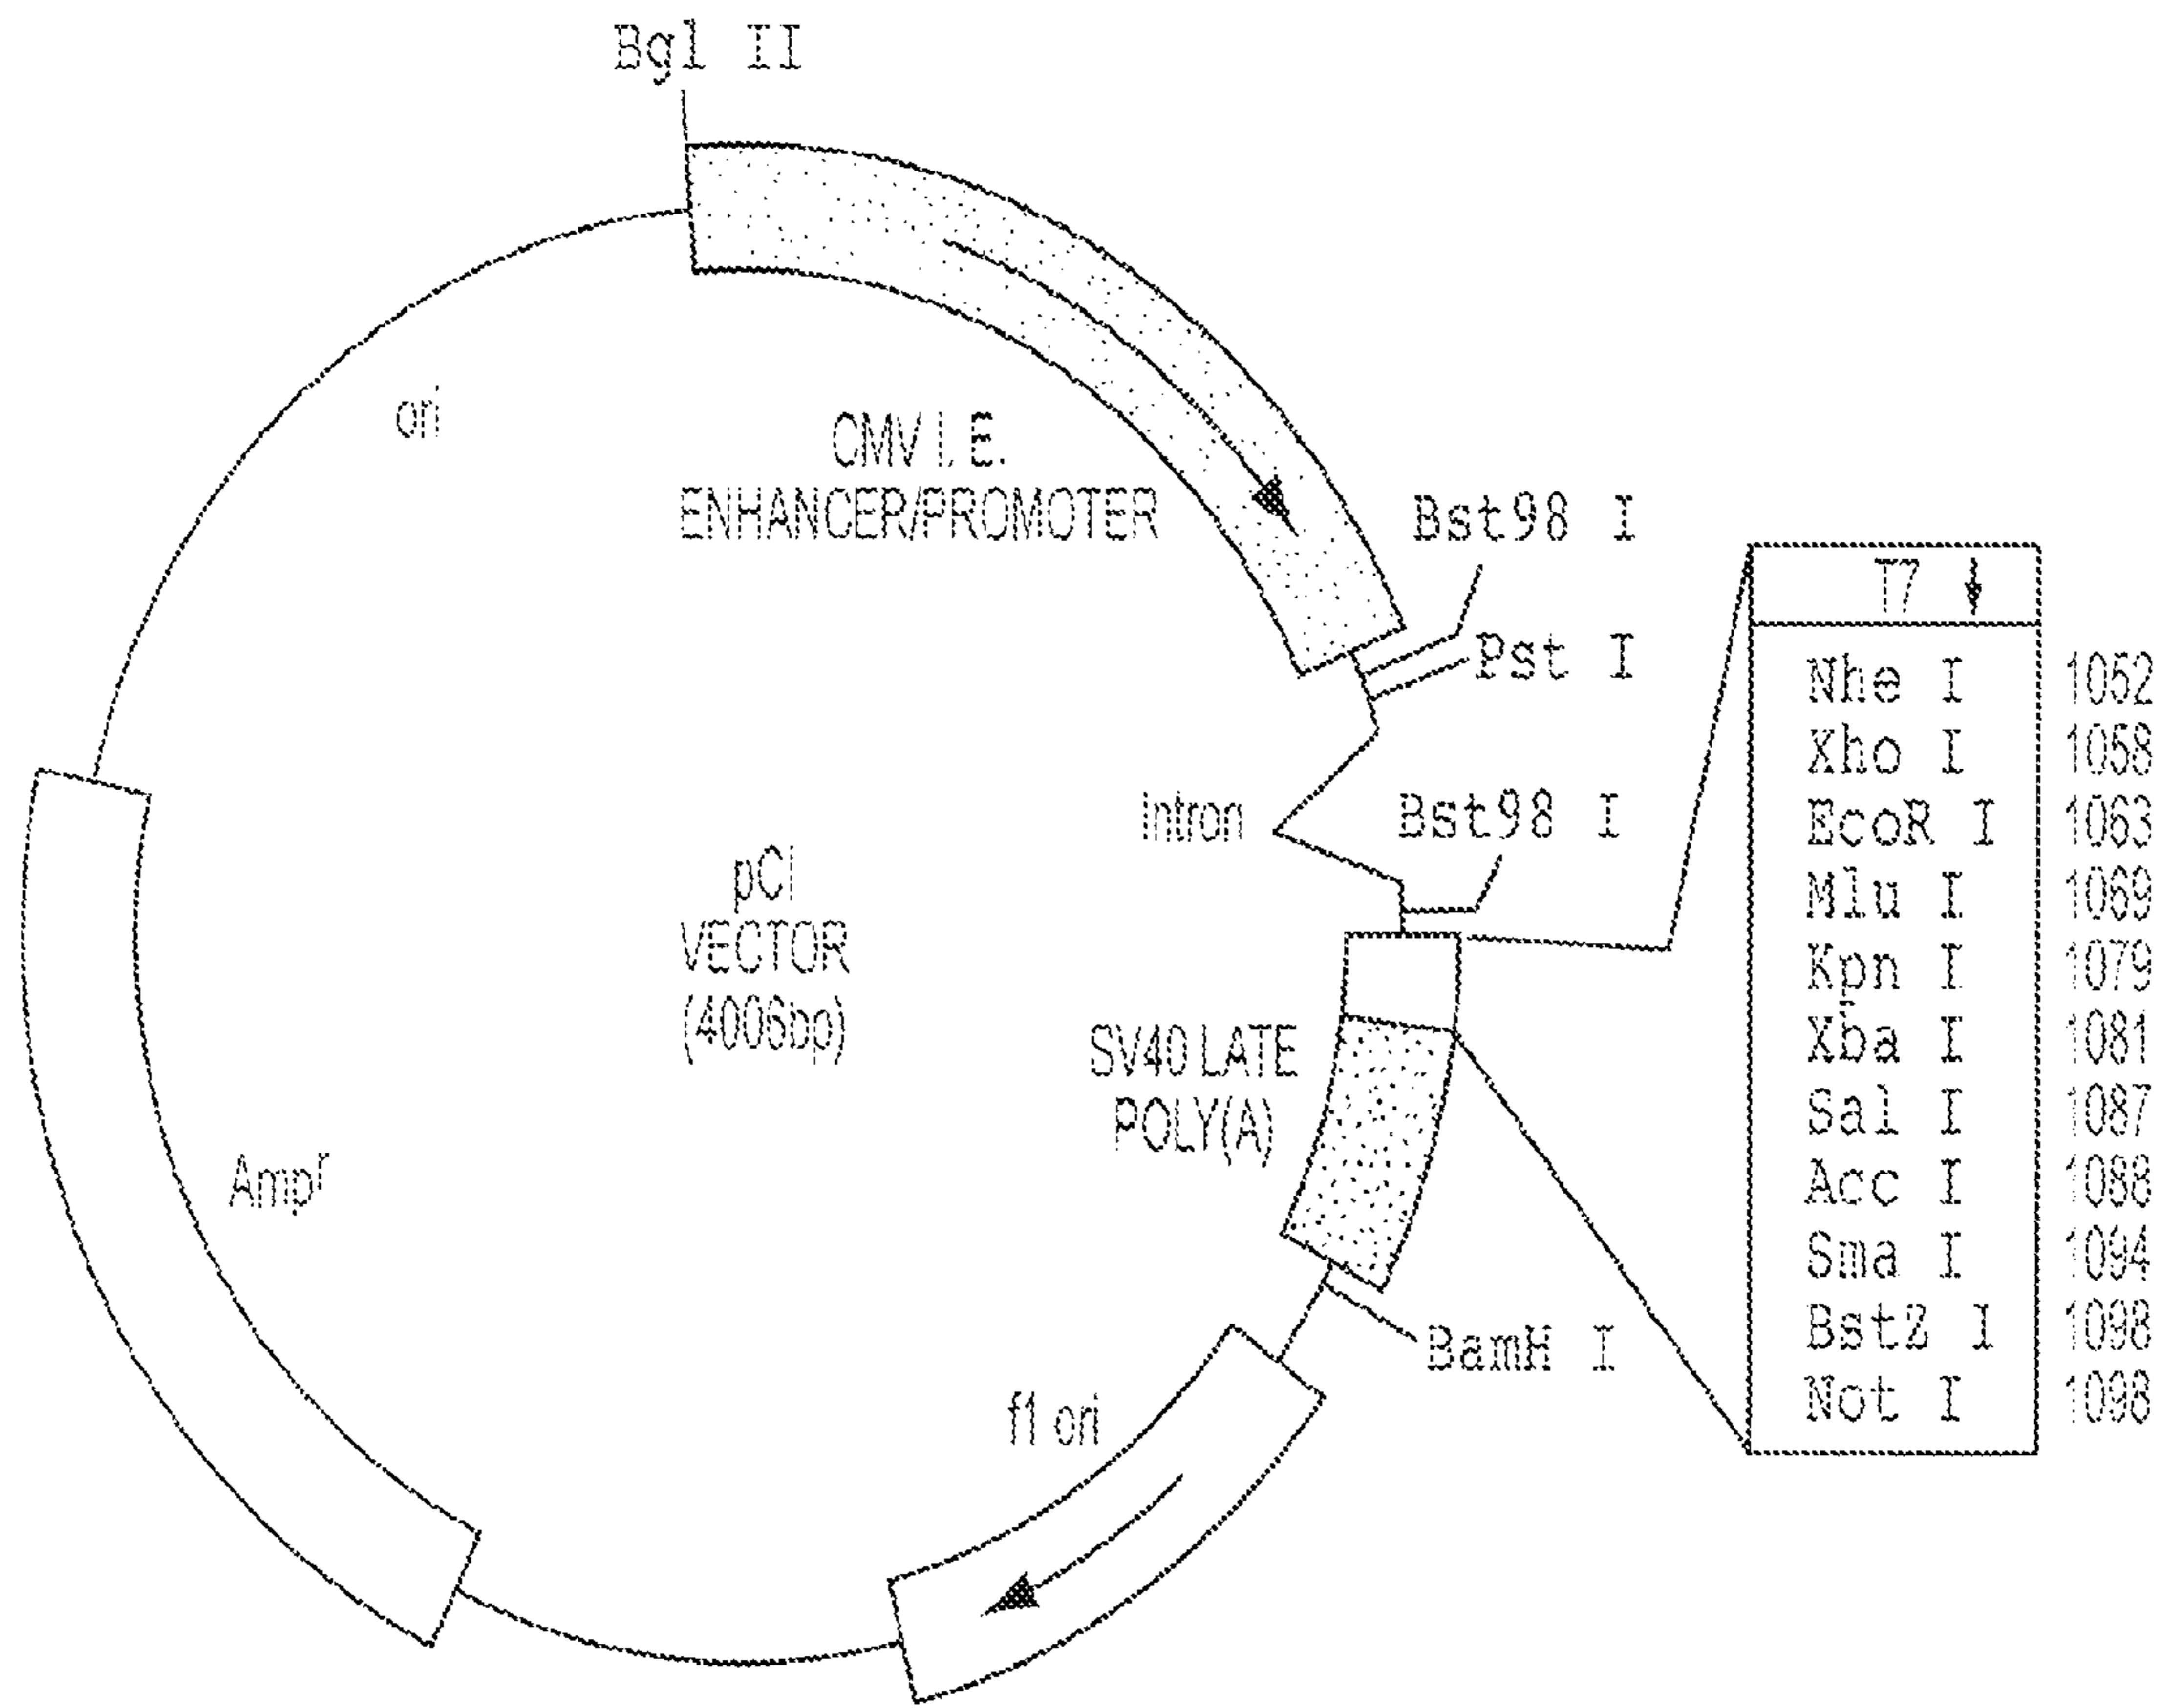 Bgl II
ori
CMV I. E.
ENHANCER/PROMOTER
Bst98 I
Pst I
Intron
Bst98 I
pCI
VECTOR
(4006bp)
SV40 LATE
POLY(A)
Ampr
BamH I
f1 ori
T7
Nhe I 1052
Xho I 1058
EcoR I 1063
Mlu I 1069
Kpn I 1079
Xba I 1081
Sal I 1087
Acc I 1088
Sma I 1094
BstZ I 1098
Not I 1098